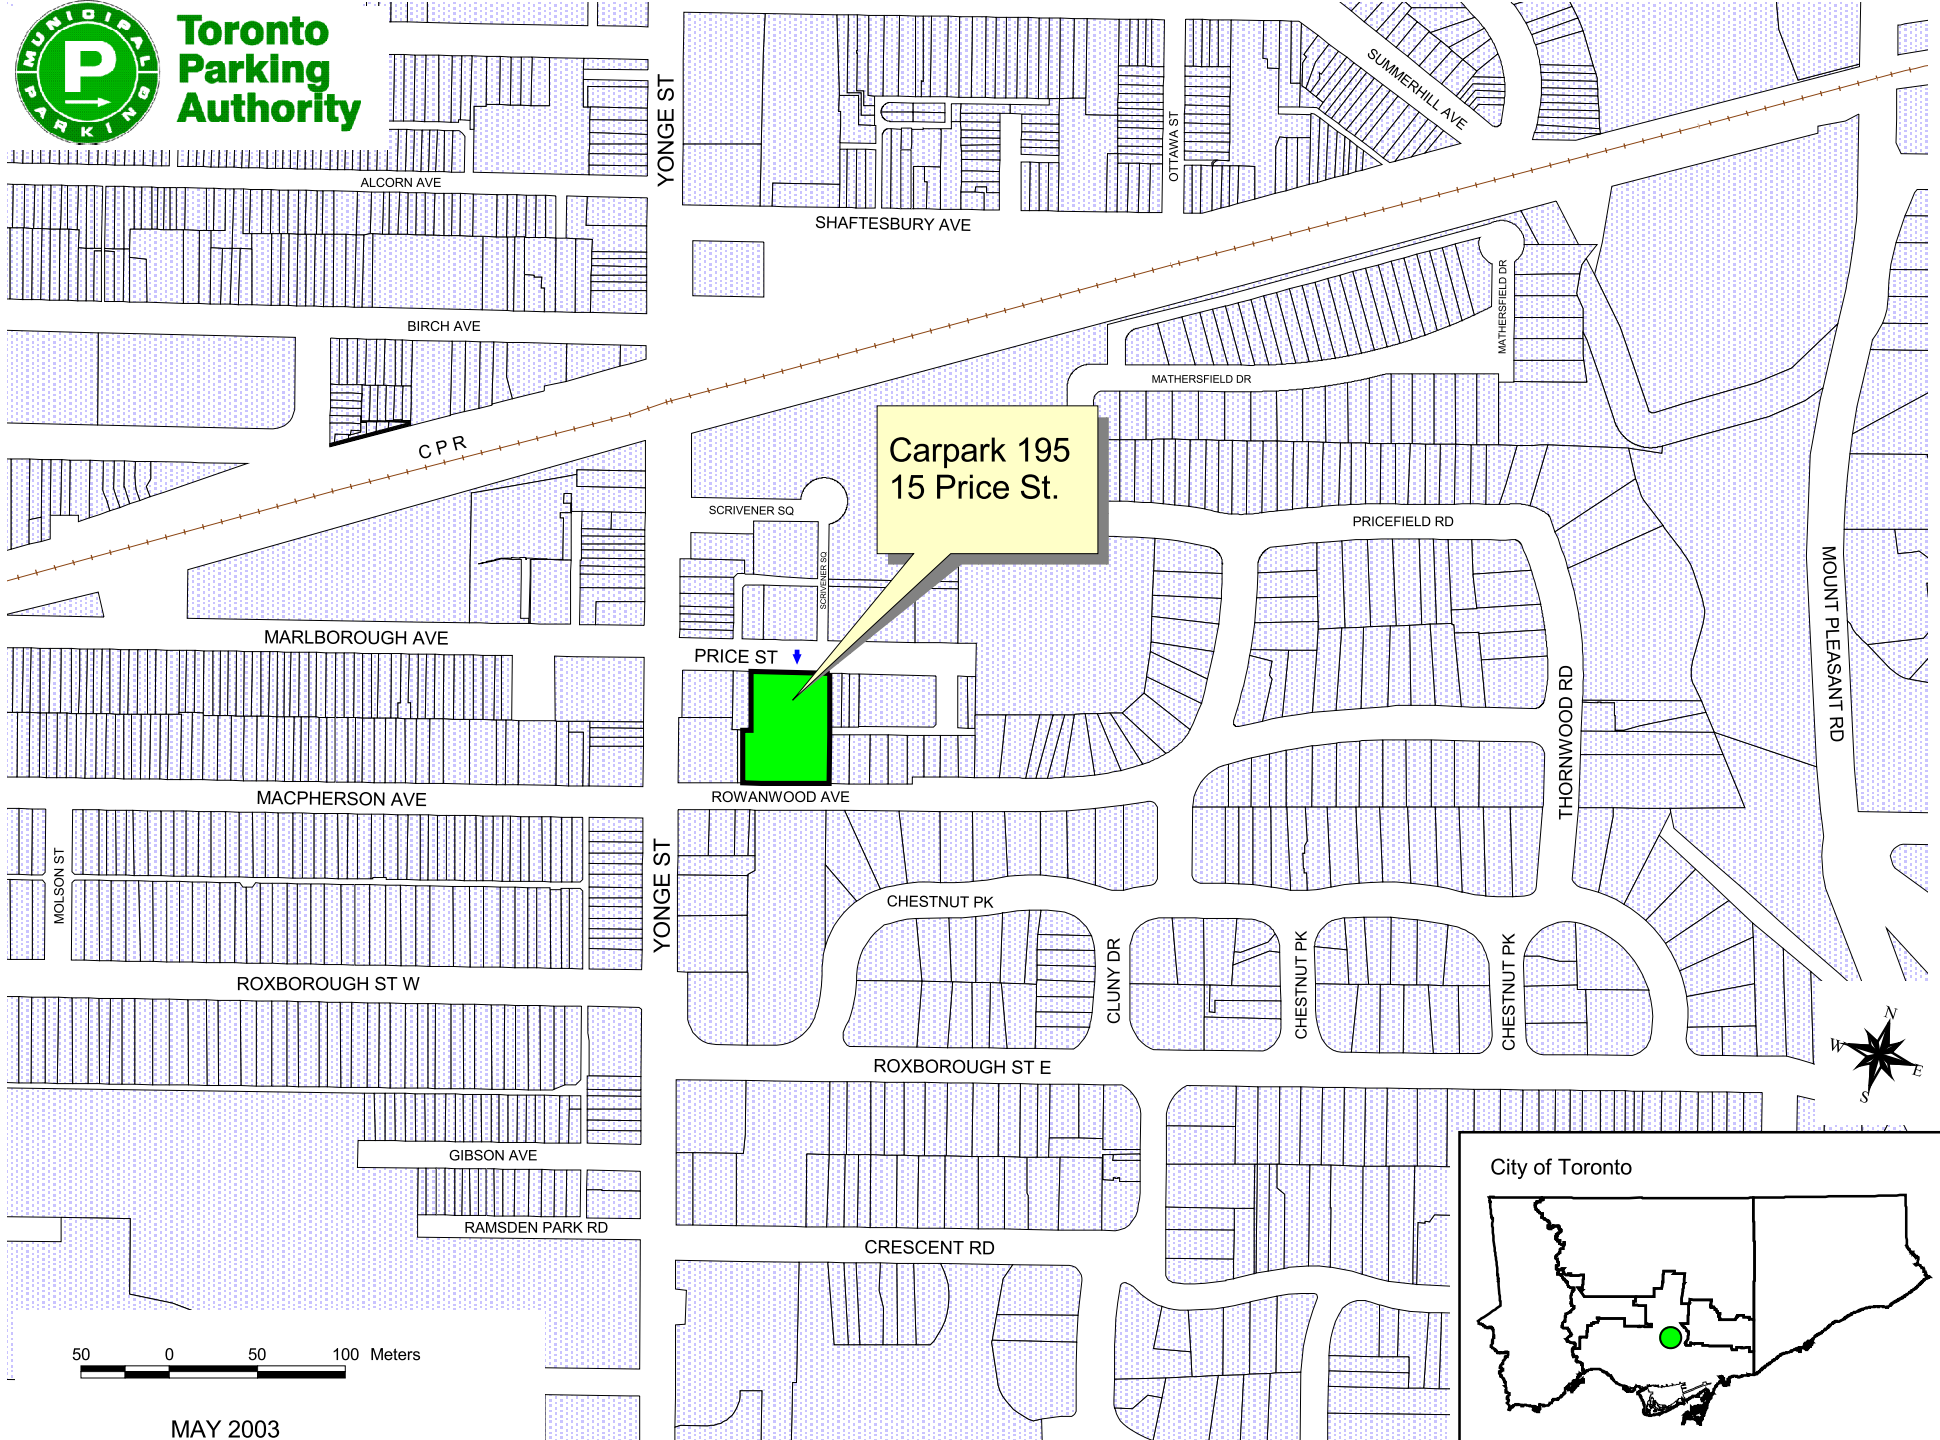 MUNICIPAL
P
PARKING
Toronto
Parking
Authority
YONGE ST
SUMMERHILL AVE
OTTAWA ST
ALCORN AVE
SHAFTESBURY AVE
MATHERSFIELD DR
BIRCH AVE
MATHERSFIELD DR
CPR
Carpark 195
15 Price St.
SCRIVENER SQ
PRICEFIELD RD
SCRIVENER SQ
MOUNT PLEASANT RD
MARLBOROUGH AVE
PRICE ST
THORNWOOD RD
MACPHERSON AVE
ROWANWOOD AVE
MOLSON ST
YONGE ST
CHESTNUT PK
CLUNY DR
CHESTNUT PK
CHESTNUT PK
ROXBOROUGH ST W
N
W
E
S
ROXBOROUGH ST E
GIBSON AVE
City of Toronto
RAMSDEN PARK RD
CRESCENT RD
50 0 50 100 Meters
MAY 2003